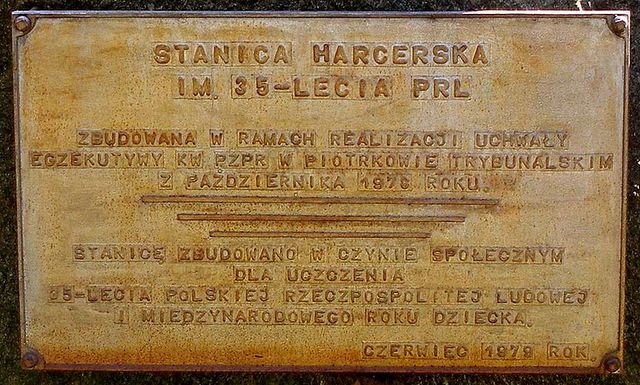 STANICA HARCERSKA
IM. 35-LECIA PRL
ZBUDOWANA W RAMACH REALIZACJI UCHWAŁY
EGZEKUTYWY KW PZPR W PIOTRKOWIE TRYBUNALSKIM
Z PAŹDZIERNIKA 1976 ROKU.
STANICĘ ZBUDOWANO W CZYNIE SPOŁECZNYM
DLA UCZCZENIA
35-LECIA POLSKIEJ RZECZPOSPOLITEJ LUDOWEJ
I MIĘDZYNARODOWEGO ROKU DZIECKA.
CZERWIEC 1979 ROK.